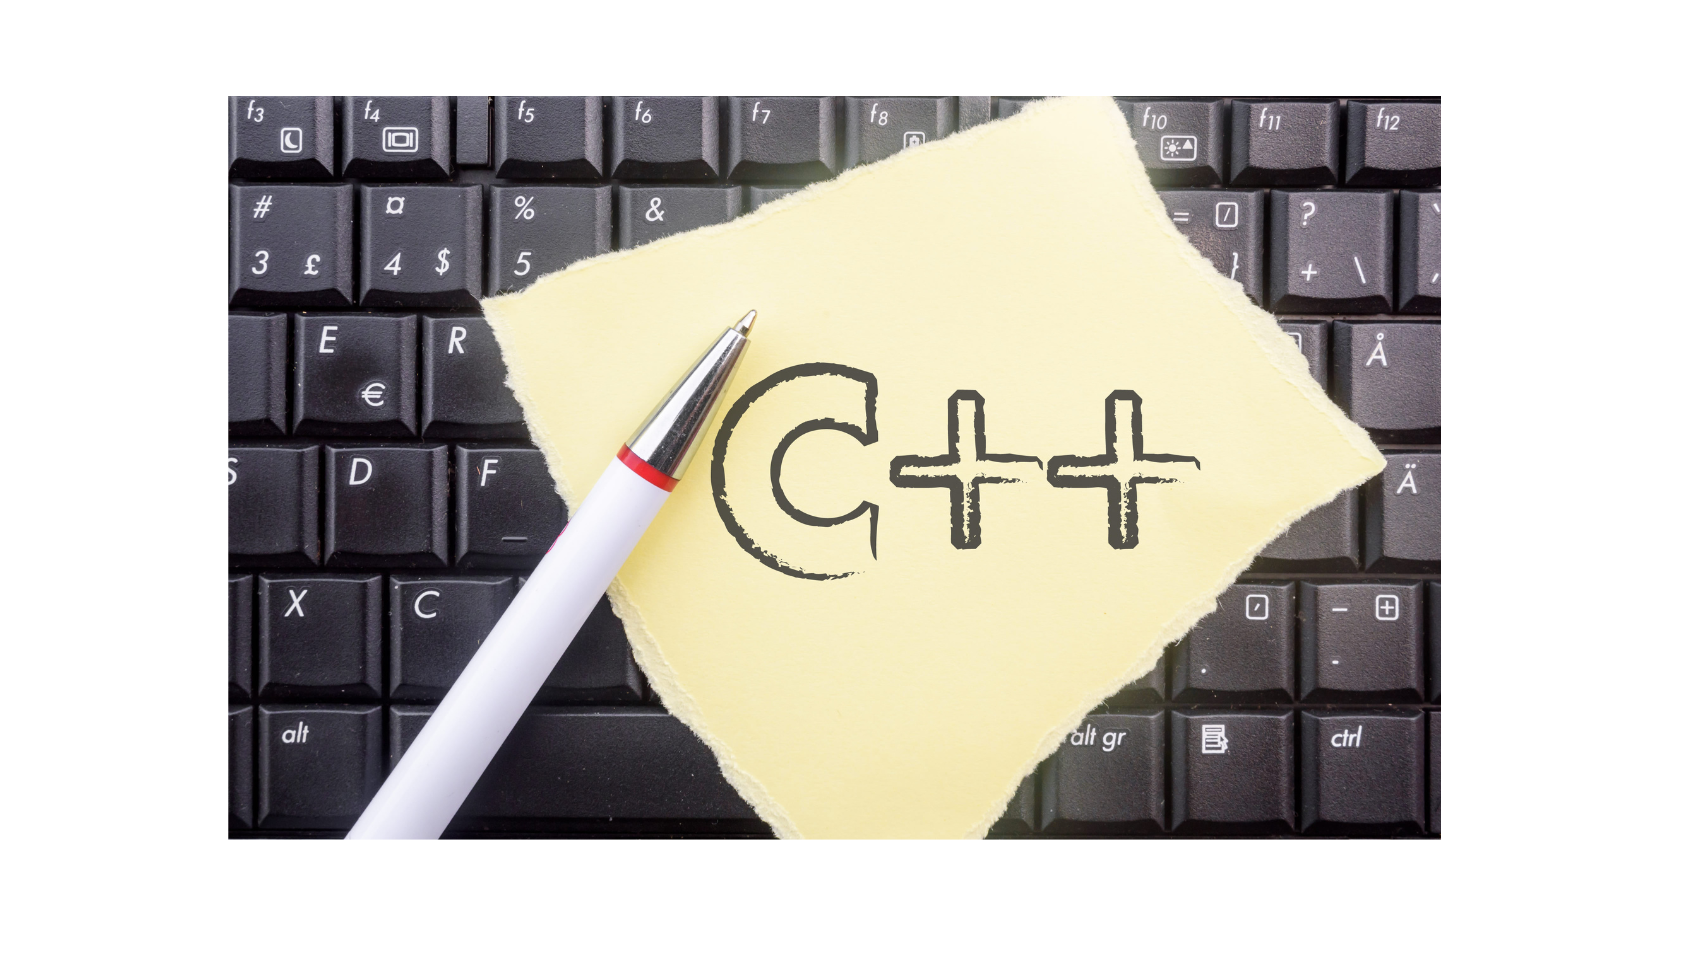 f3 f4 f5 f6 f7 f8 f10 f11 f12
# ¤ % & = / ?
3 £ 4 $ 5 } + \
E R Å
€
C++
S D F Ä
_
X C , - +
. -
alt alt gr ctrl